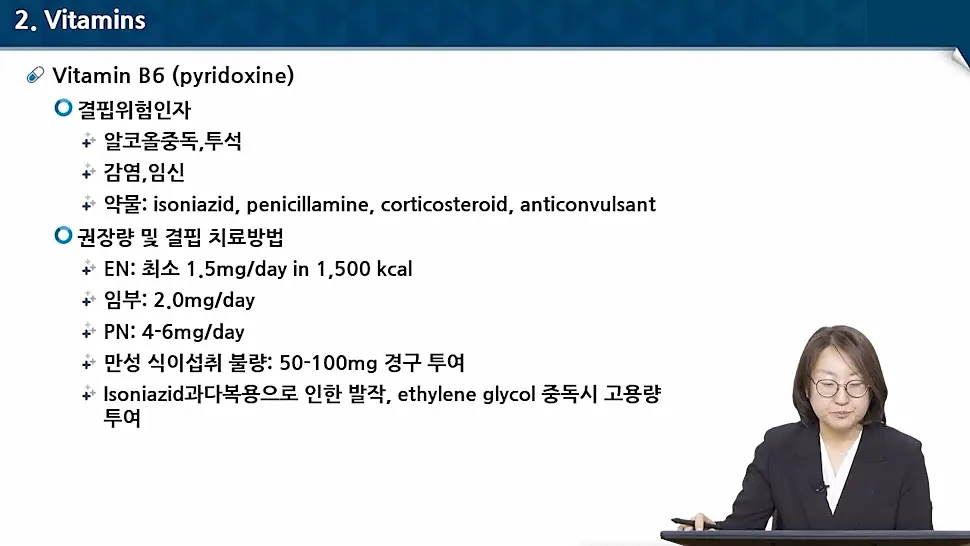 2. Vitamins
Vitamin B6 (pyridoxine)
결핍위험인자
알코올중독,투석
감염,임신
약물: isoniazid, penicillamine, corticosteroid, anticonvulsant
권장량 및 결핍 치료방법
EN: 최소 1.5mg/day in 1,500 kcal
임부: 2.0mg/day
PN: 4-6mg/day
만성 식이섭취 불량: 50-100mg 경구 투여
Isoniazid과다복용으로 인한 발작, ethylene glycol 중독시 고용량
투여